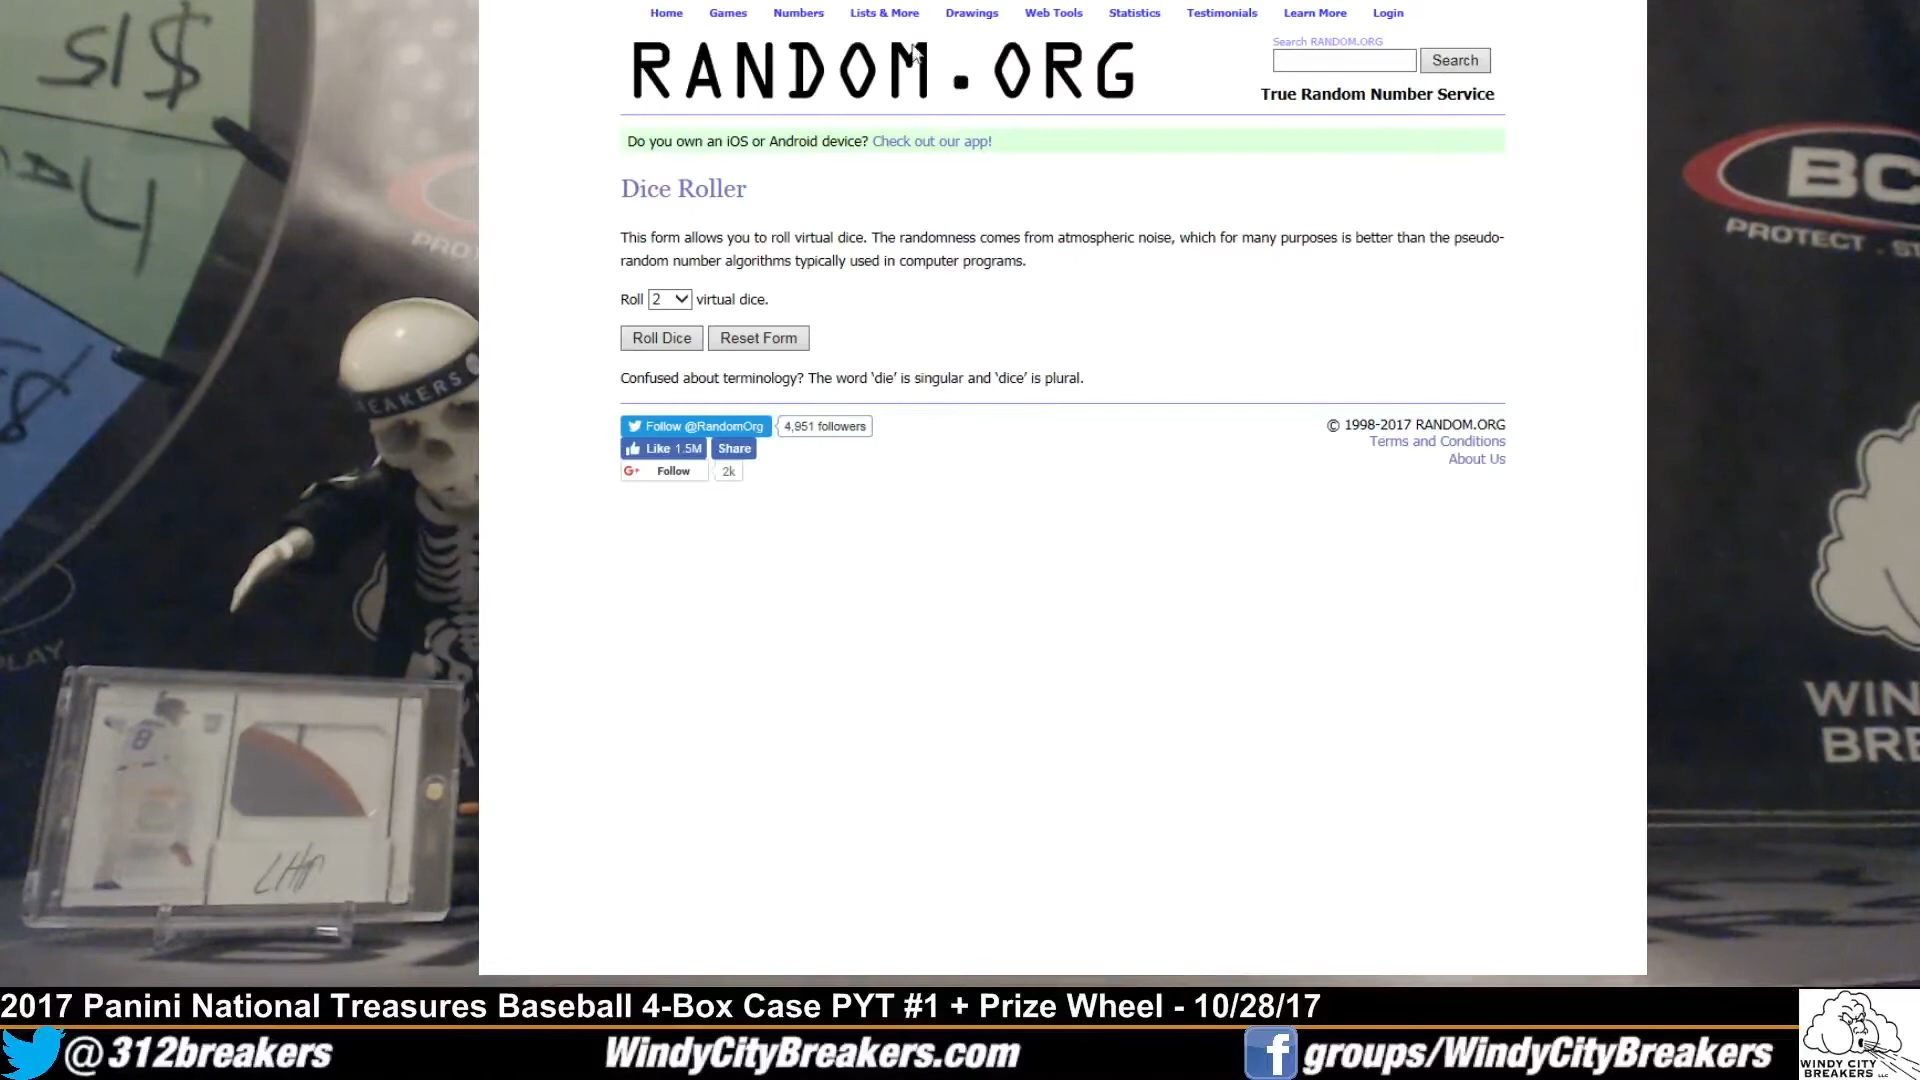 Home Games Numbers Lists & More Drawings Web Tools Statistics Testimonials Learn More Login
RANDOM.ORG
Search RANDOM.ORG
Search
True Random Number Service
Do you own an iOS or Android device? Check out our app!
Dice Roller
This form allows you to roll virtual dice. The randomness comes from atmospheric noise, which for many purposes is better than the pseudo-
random number algorithms typically used in computer programs.
Roll 2 virtual dice.
Roll Dice Reset Form
Confused about terminology? The word ‘die’ is singular and ‘dice’ is plural.
Follow @RandomOrg 4,951 followers
Like 1.5M Share
G+ Follow 2k
© 1998-2017 RANDOM.ORG
Terms and Conditions
About Us
$15
EAKERS
PLAY
8
BC
PROTECT . ST
WIN
BRE
2017 Panini National Treasures Baseball 4-Box Case PYT #1 + Prize Wheel - 10/28/17
@312breakers WindyCityBreakers.com groups/WindyCityBreakers
WINDY CITY
BREAKERS LLC